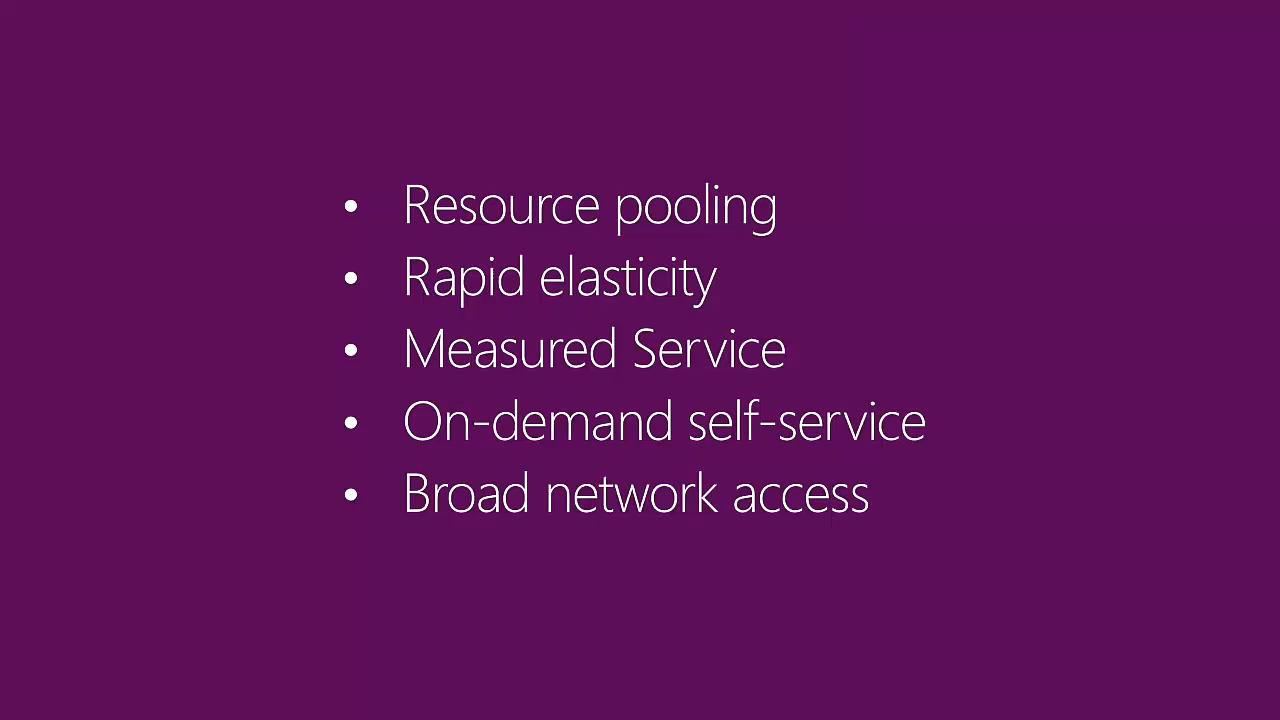 • Resource pooling
• Rapid elasticity
• Measured Service
• On-demand self-service
• Broad network access